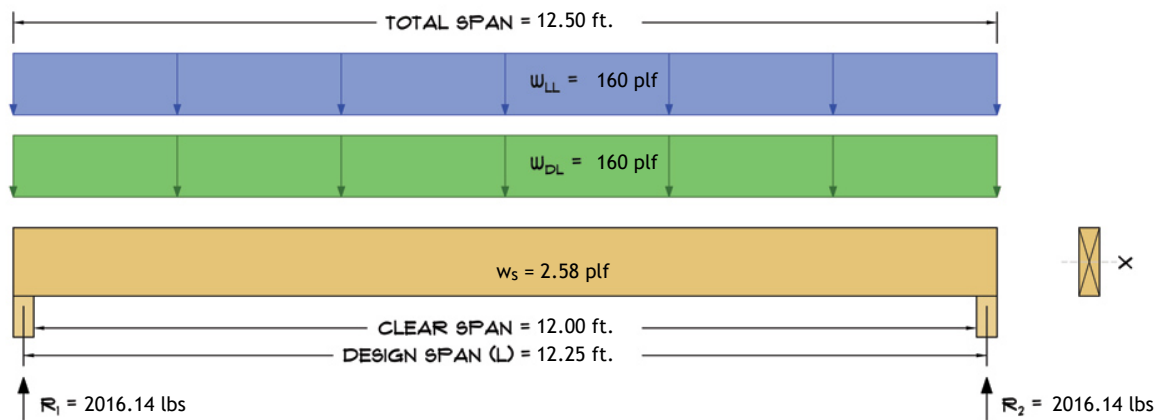 TOTAL SPAN = 12.50 ft.
wLL = 160 plf
wDL = 160 plf
ws = 2.58 plf
X
CLEAR SPAN = 12.00 ft.
DESIGN SPAN (L) = 12.25 ft.
R1 = 2016.14 lbs
R2 = 2016.14 lbs